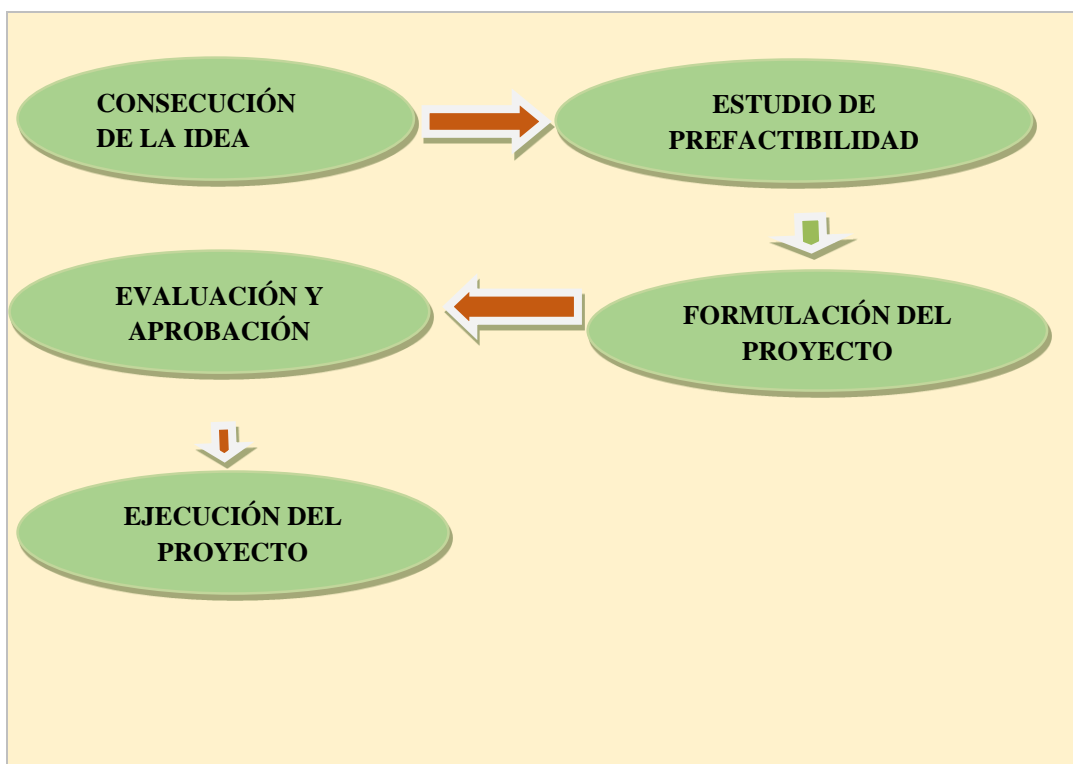 CONSECUCIÓN
DE LA IDEA
ESTUDIO DE
PREFACTIBILIDAD
FORMULACIÓN DEL
PROYECTO
EVALUACIÓN Y
APROBACIÓN
EJECUCIÓN DEL
PROYECTO